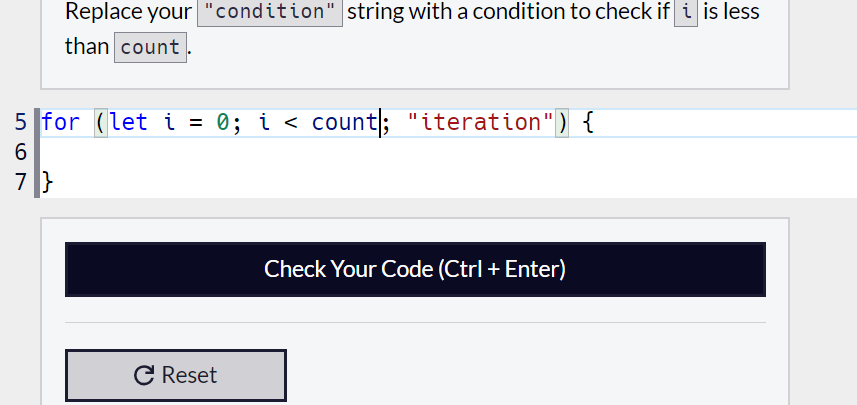 Replace your "condition" string with a condition to check if i is less
than count.
5 for (let i = 0; i < count; "iteration") {
6
7 }
Check Your Code (Ctrl + Enter)
Reset